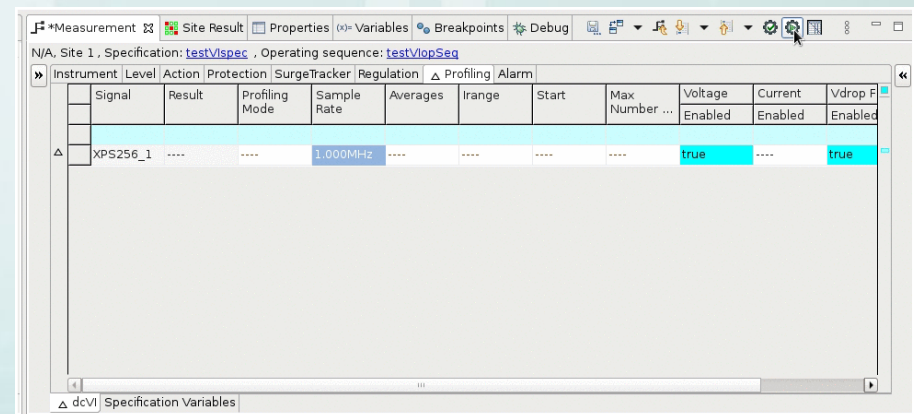 *Measurement Site Result Properties (x)= Variables Breakpoints Debug
N/A, Site 1 , Specification: testVIspec , Operating sequence: testVIopSeq
Instrument Level Action Protection SurgeTracker Regulation Profiling Alarm
Signal Result Profiling Mode Sample Rate Averages Irange Start Max Number ... Voltage Current Vdrop F
Enabled Enabled Enabled
XPS256_1 ---- ---- 1.000MHz ---- ---- ---- ---- true ---- true
dcVI Specification Variables